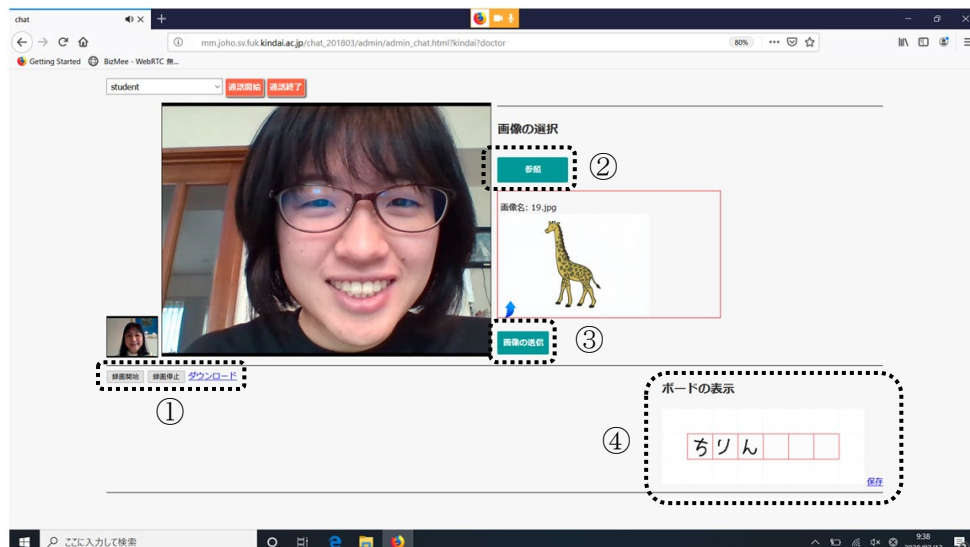 chat
mm.joho.sv.fuk.kindai.ac.jp/chat_201803/admin/admin_chat.html?kindai?doctor
80%
Getting Started
BizMee - WebRTC 無...
student
通話開始
通話終了
画像の選択
参照
②
画像名: 19.jpg
画像の送信
③
録画開始
録画停止
ダウンロード
①
ボードの表示
④
ちりん
保存
ここに入力して検索
9:38